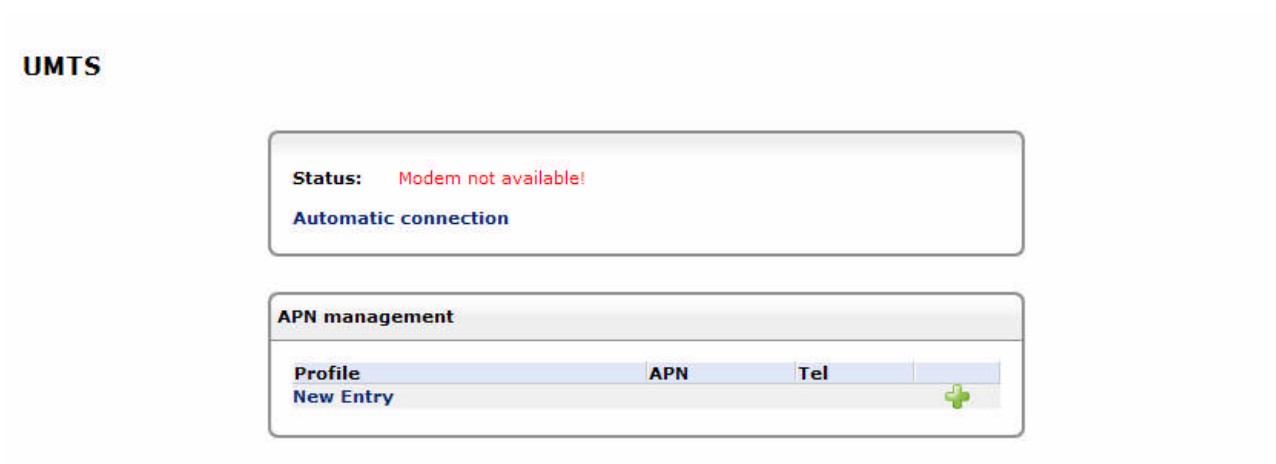 UMTS
Status: Modem not available!
Automatic connection
APN management
Profile APN Tel
New Entry